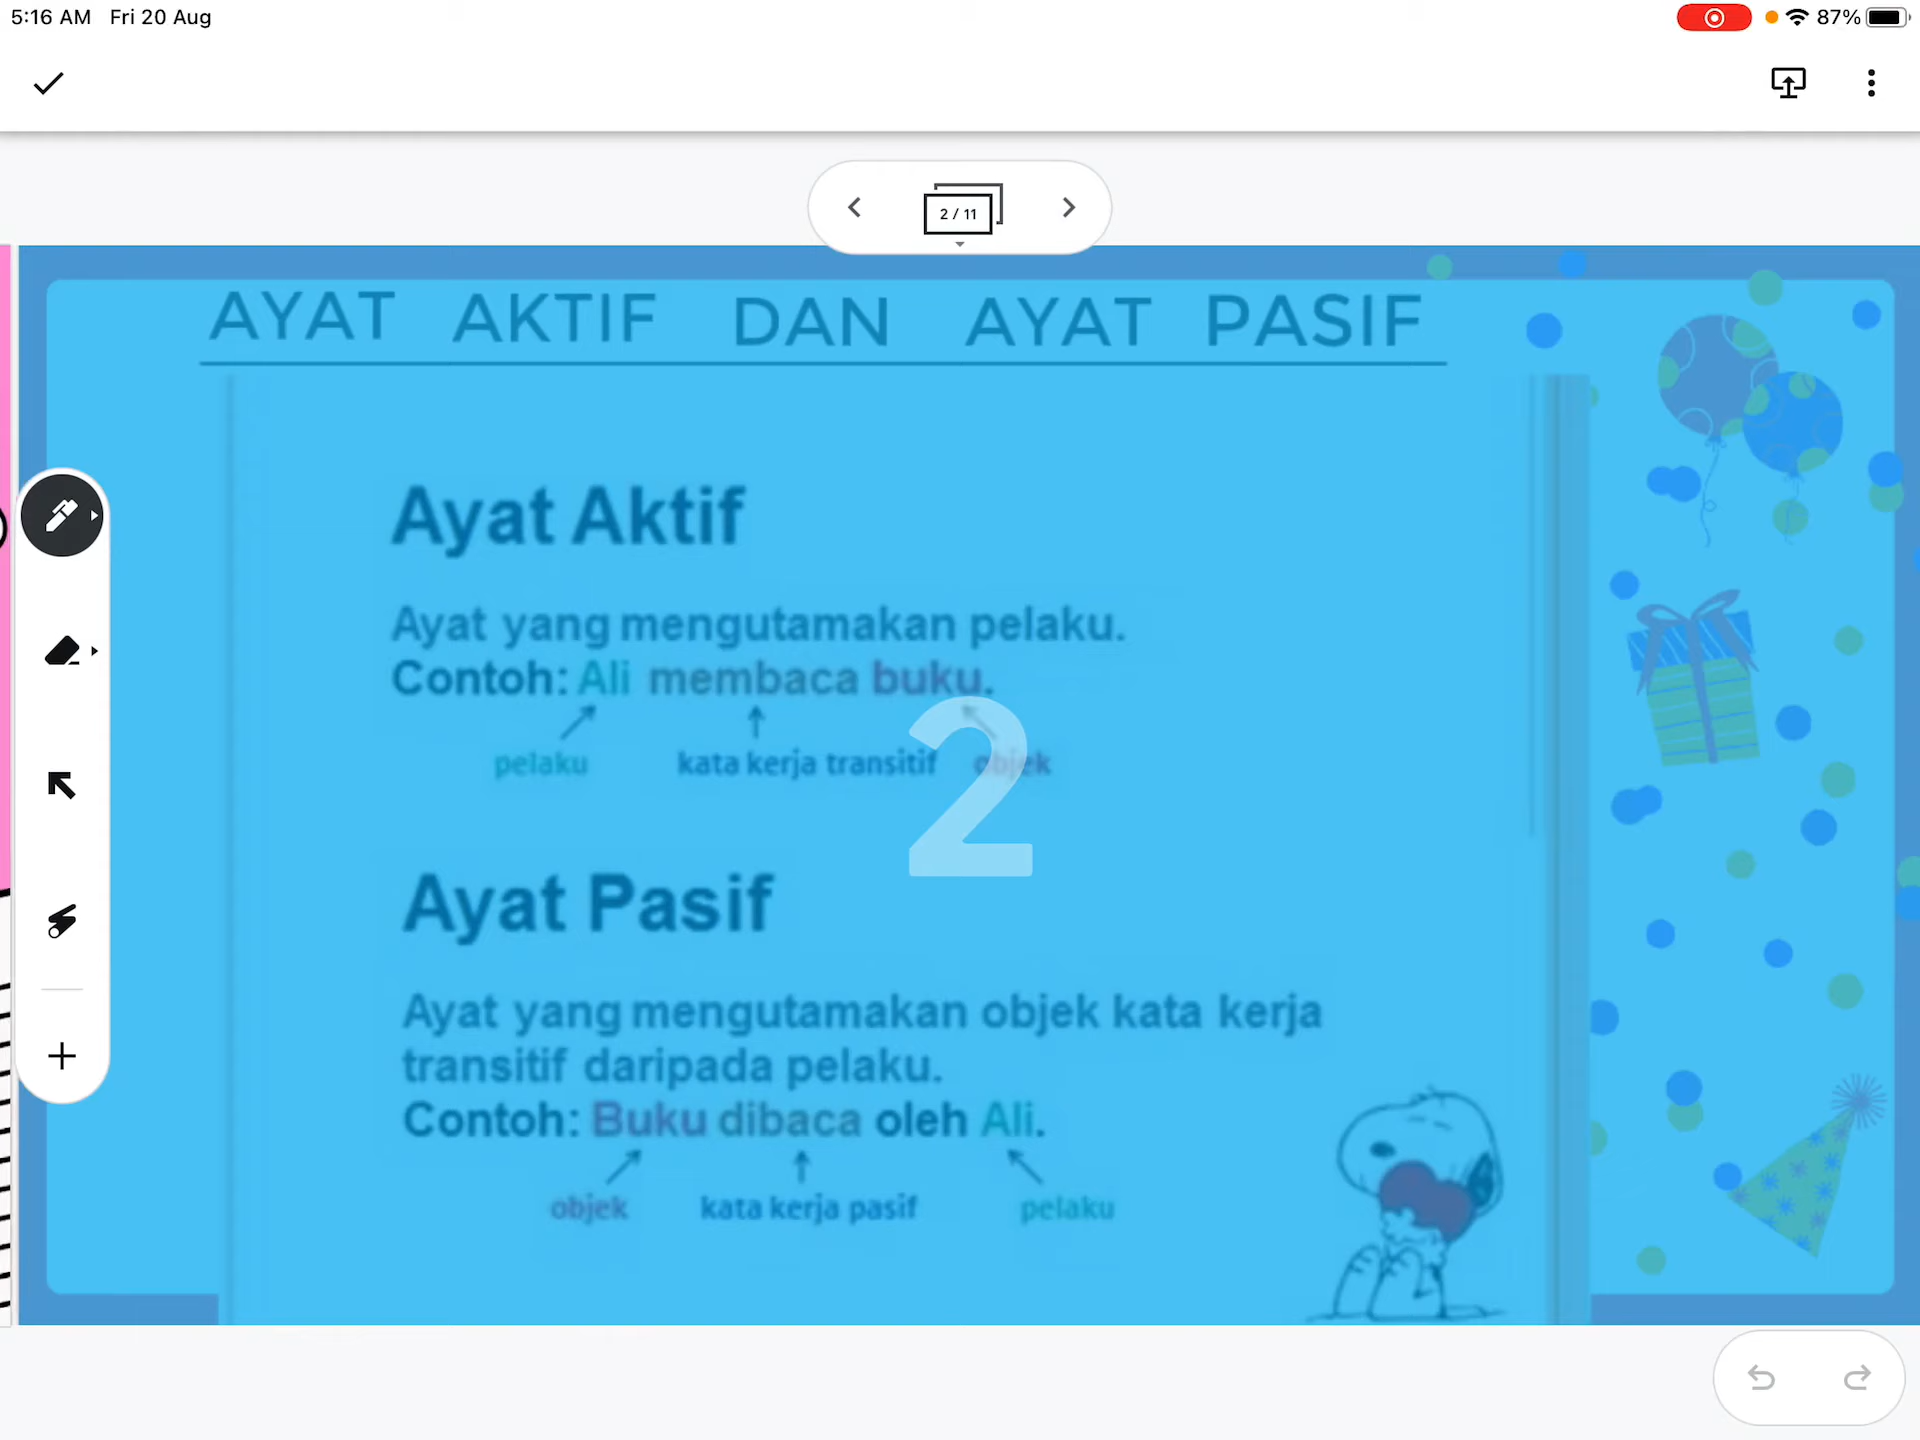 5:16 AM Fri 20 Aug
87%
2 / 11
AYAT AKTIF DAN AYAT PASIF
Ayat Aktif
Ayat yang mengutamakan pelaku.
Contoh: Ali membaca buku.
pelaku kata kerja transitif objek
2
Ayat Pasif
Ayat yang mengutamakan objek kata kerja
transitif daripada pelaku.
Contoh: Buku dibaca oleh Ali.
objek kata kerja pasif pelaku